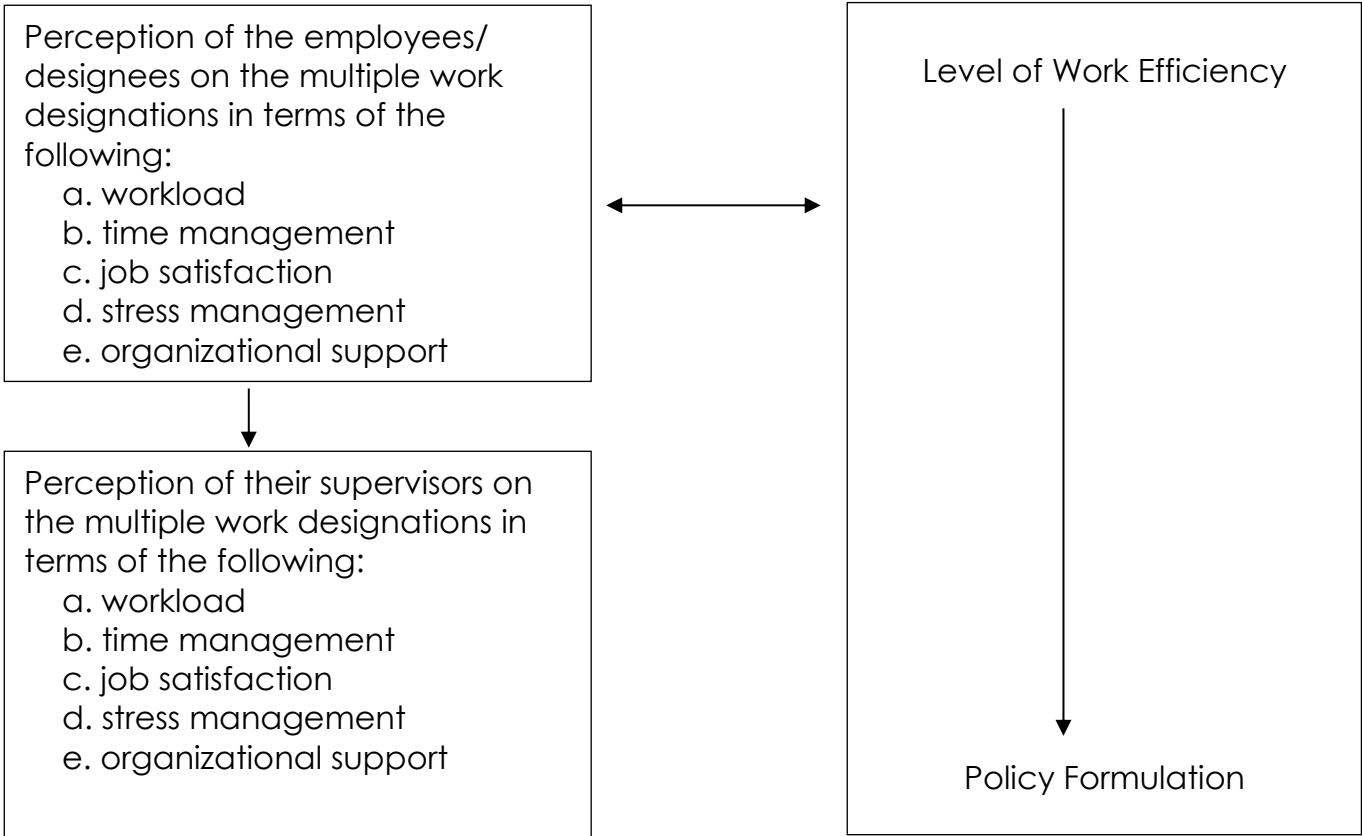 Perception of the employees/
designees on the multiple work
designations in terms of the
following:
a. workload
b. time management
c. job satisfaction
d. stress management
e. organizational support
Perception of their supervisors on
the multiple work designations in
terms of the following:
a. workload
b. time management
c. job satisfaction
d. stress management
e. organizational support
Level of Work Efficiency
Policy Formulation